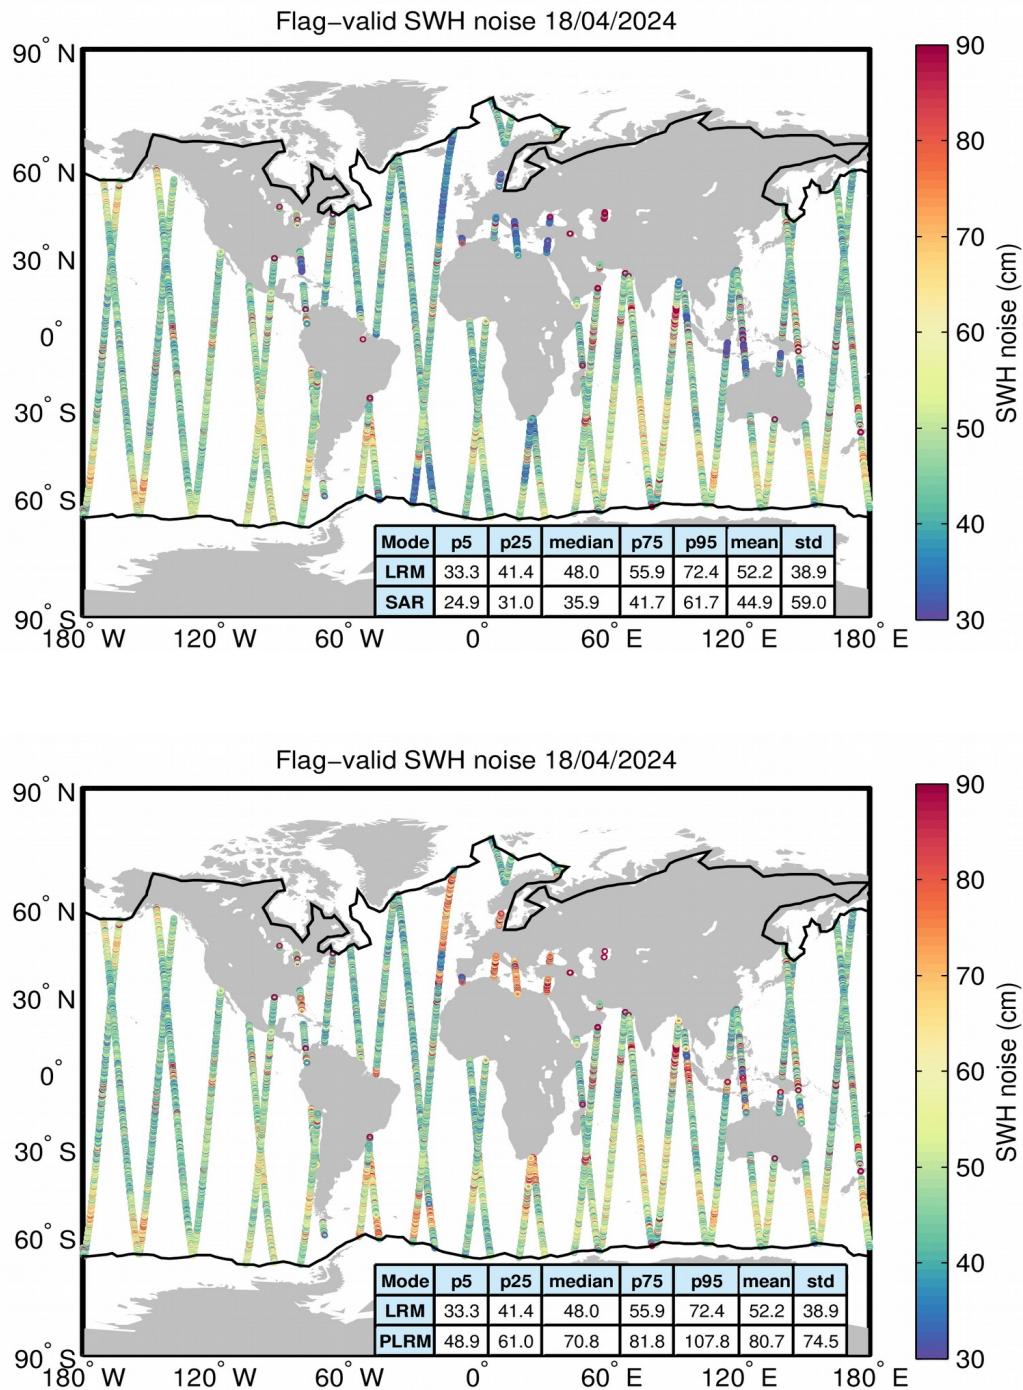 Flag−valid SWH noise 18/04/2024
90° N
60° N
30° N
0°
30° S
60° S
90° S
180° W 120° W 60° W 0° 60° E 120° E 180° E
90
80
70
60
50
40
30
SWH noise (cm)
Mode p5 p25 median p75 p95 mean std
LRM 33.3 41.4 48.0 55.9 72.4 52.2 38.9
SAR 24.9 31.0 35.9 41.7 61.7 44.9 59.0
Flag−valid SWH noise 18/04/2024
90° N
60° N
30° N
0°
30° S
60° S
90° S
180° W 120° W 60° W 0° 60° E 120° E 180° E
90
80
70
60
50
40
30
SWH noise (cm)
Mode p5 p25 median p75 p95 mean std
LRM 33.3 41.4 48.0 55.9 72.4 52.2 38.9
PLRM 48.9 61.0 70.8 81.8 107.8 80.7 74.5